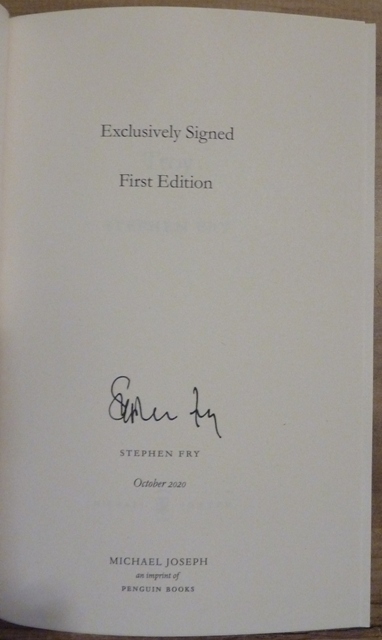 Exclusively Signed
First Edition
Stephen Fry
STEPHEN FRY
October 2020
MICHAEL JOSEPH
an imprint of
PENGUIN BOOKS